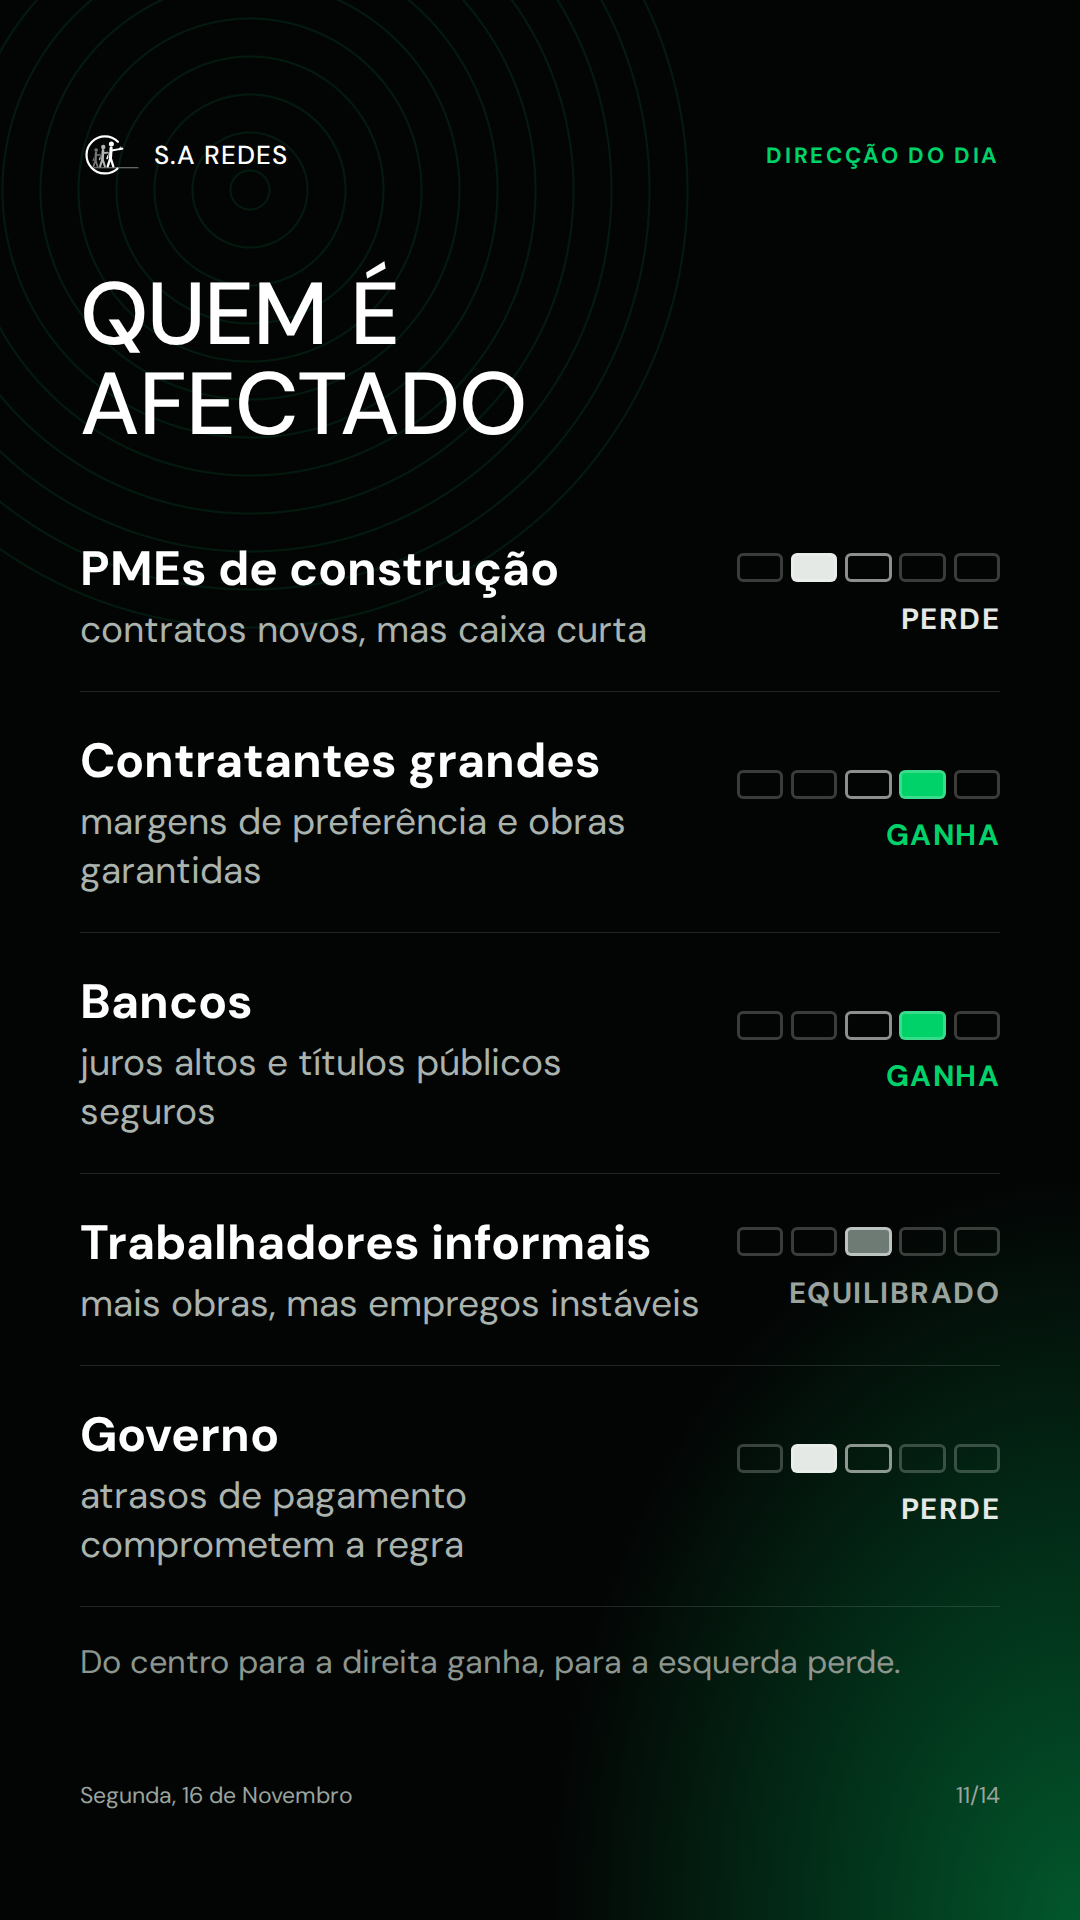 S.A REDES
DIRECÇÃO DO DIA
QUEM É
AFECTADO
PMEs de construção
contratos novos, mas caixa curta
PERDE
Contratantes grandes
margens de preferência e obras
garantidas
GANHA
Bancos
juros altos e títulos públicos
seguros
GANHA
Trabalhadores informais
mais obras, mas empregos instáveis
EQUILIBRADO
Governo
atrasos de pagamento
comprometem a regra
PERDE
Do centro para a direita ganha, para a esquerda perde.
Segunda, 16 de Novembro
11/14